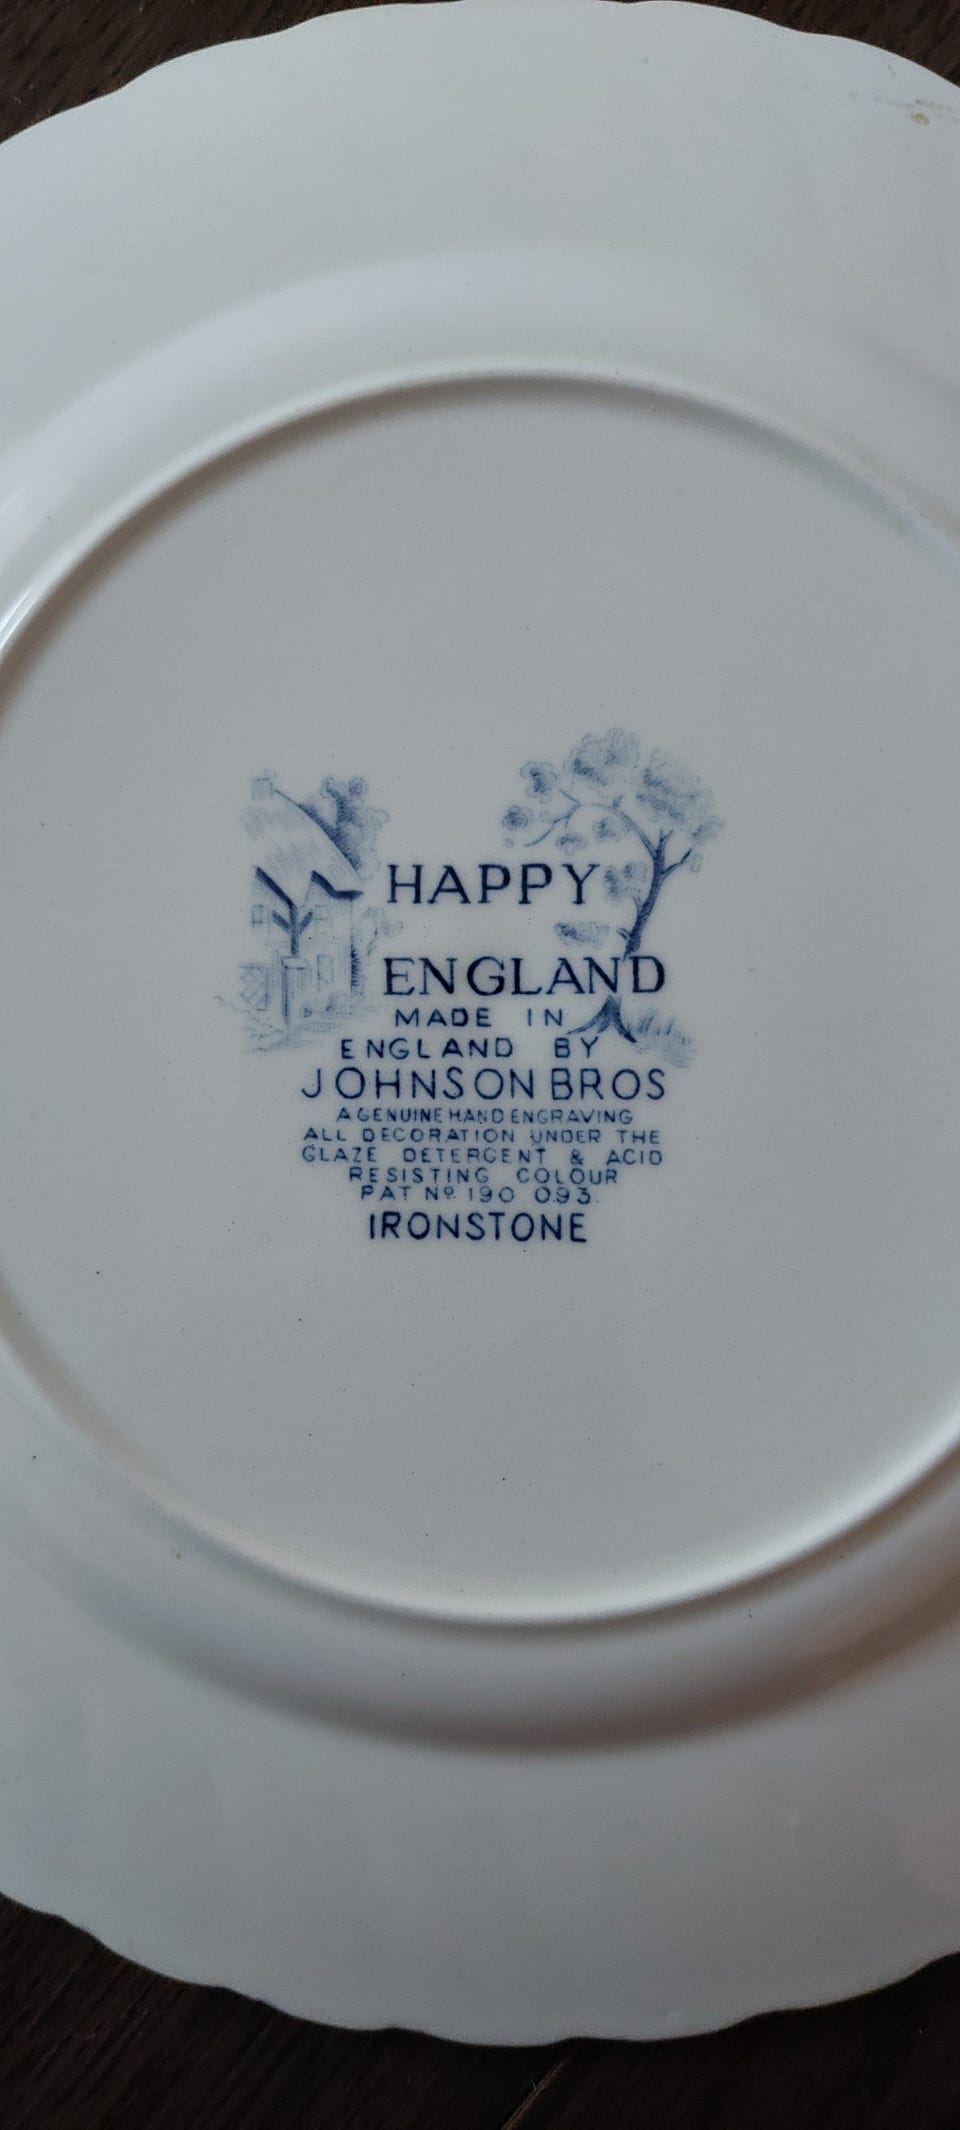 HAPPY
ENGLAND
MADE IN
ENGLAND BY
JOHNSON BROS
A GENUINE HAND ENGRAVING
ALL DECORATION UNDER THE
GLAZE DETERGENT & ACID
RESISTING COLOUR
PAT Nº 190 093.
IRONSTONE